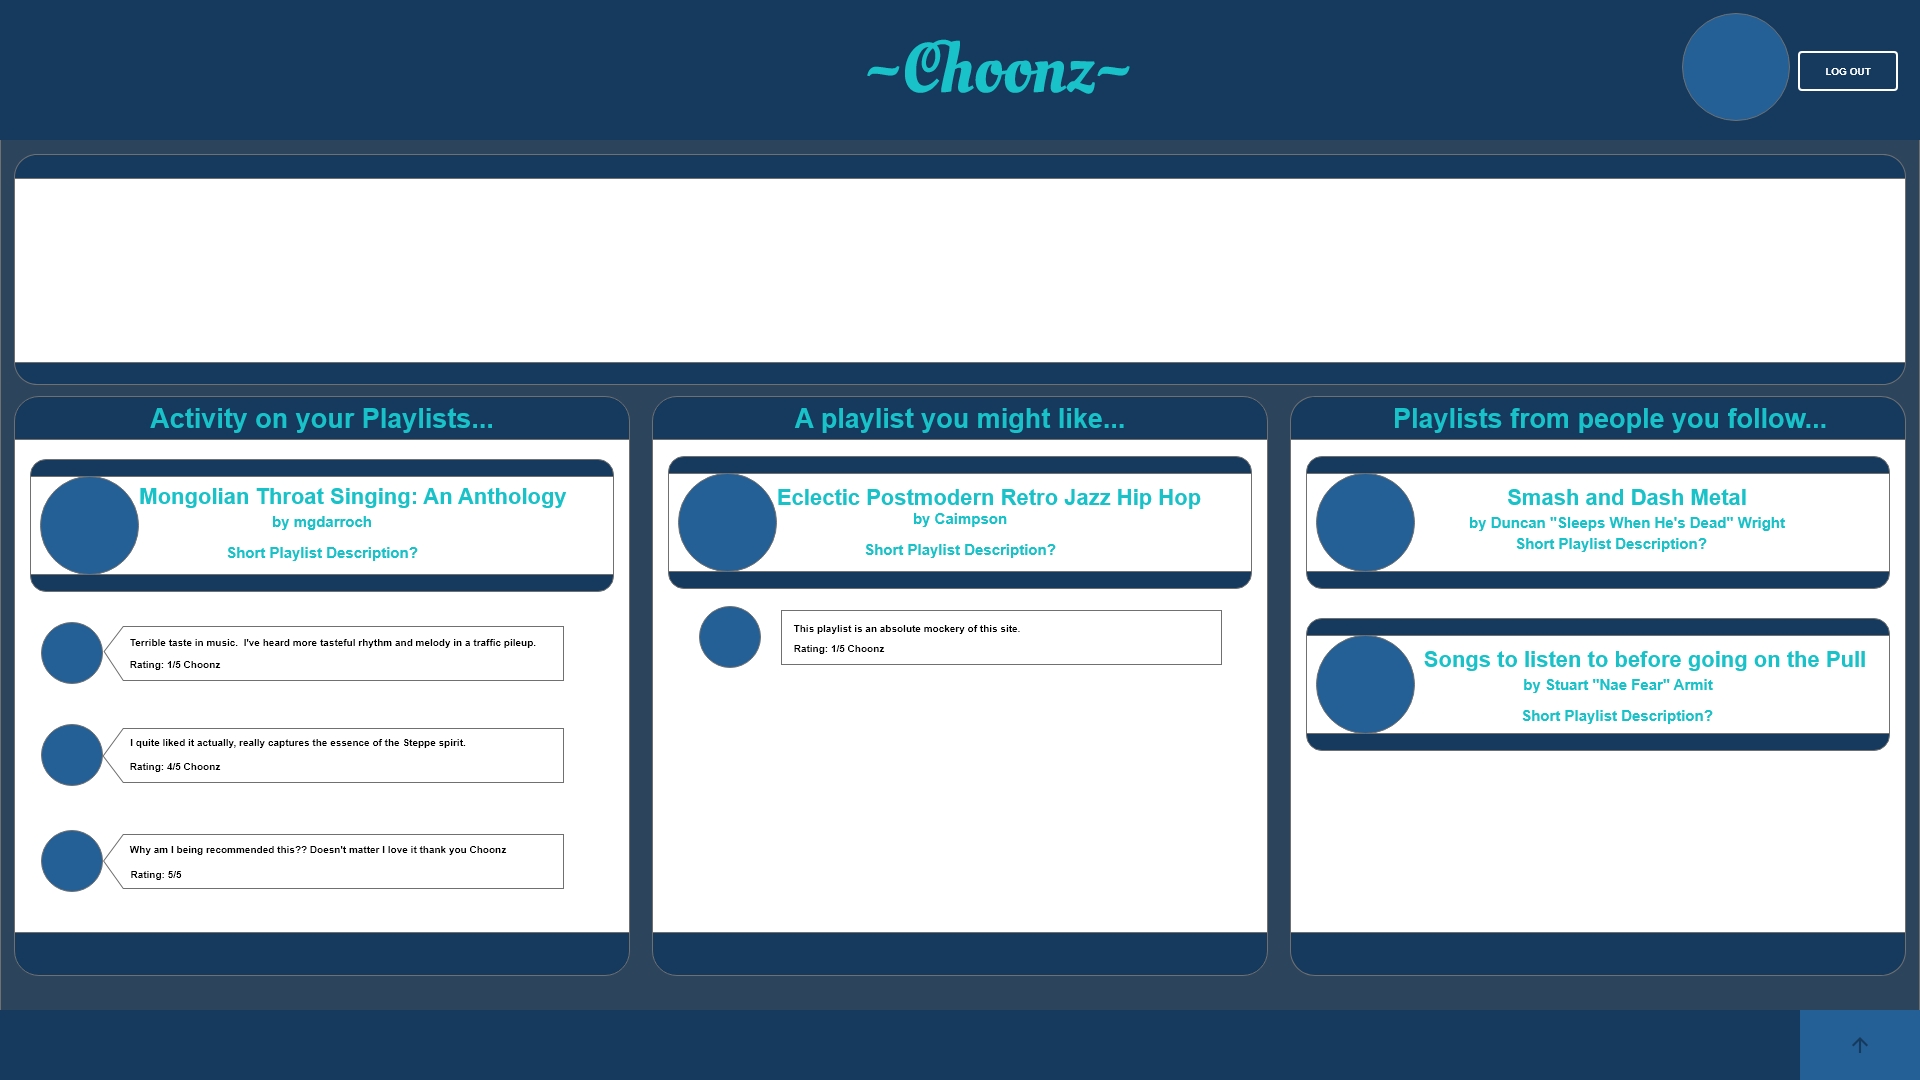 ~Choonz~
LOG OUT
Activity on your Playlists...
Mongolian Throat Singing: An Anthology
by mgdarroch
Short Playlist Description?
Terrible taste in music.  I've heard more tasteful rhythm and melody in a traffic pileup.
Rating: 1/5 Choonz
I quite liked it actually, really captures the essence of the Steppe spirit.
Rating: 4/5 Choonz
Why am I being recommended this?? Doesn't matter I love it thank you Choonz
Rating: 5/5
A playlist you might like...
Eclectic Postmodern Retro Jazz Hip Hop
by Caimpson
Short Playlist Description?
This playlist is an absolute mockery of this site.
Rating: 1/5 Choonz
Playlists from people you follow...
Smash and Dash Metal
by Duncan "Sleeps When He's Dead" Wright
Short Playlist Description?
Songs to listen to before going on the Pull
by Stuart "Nae Fear" Armit
Short Playlist Description?